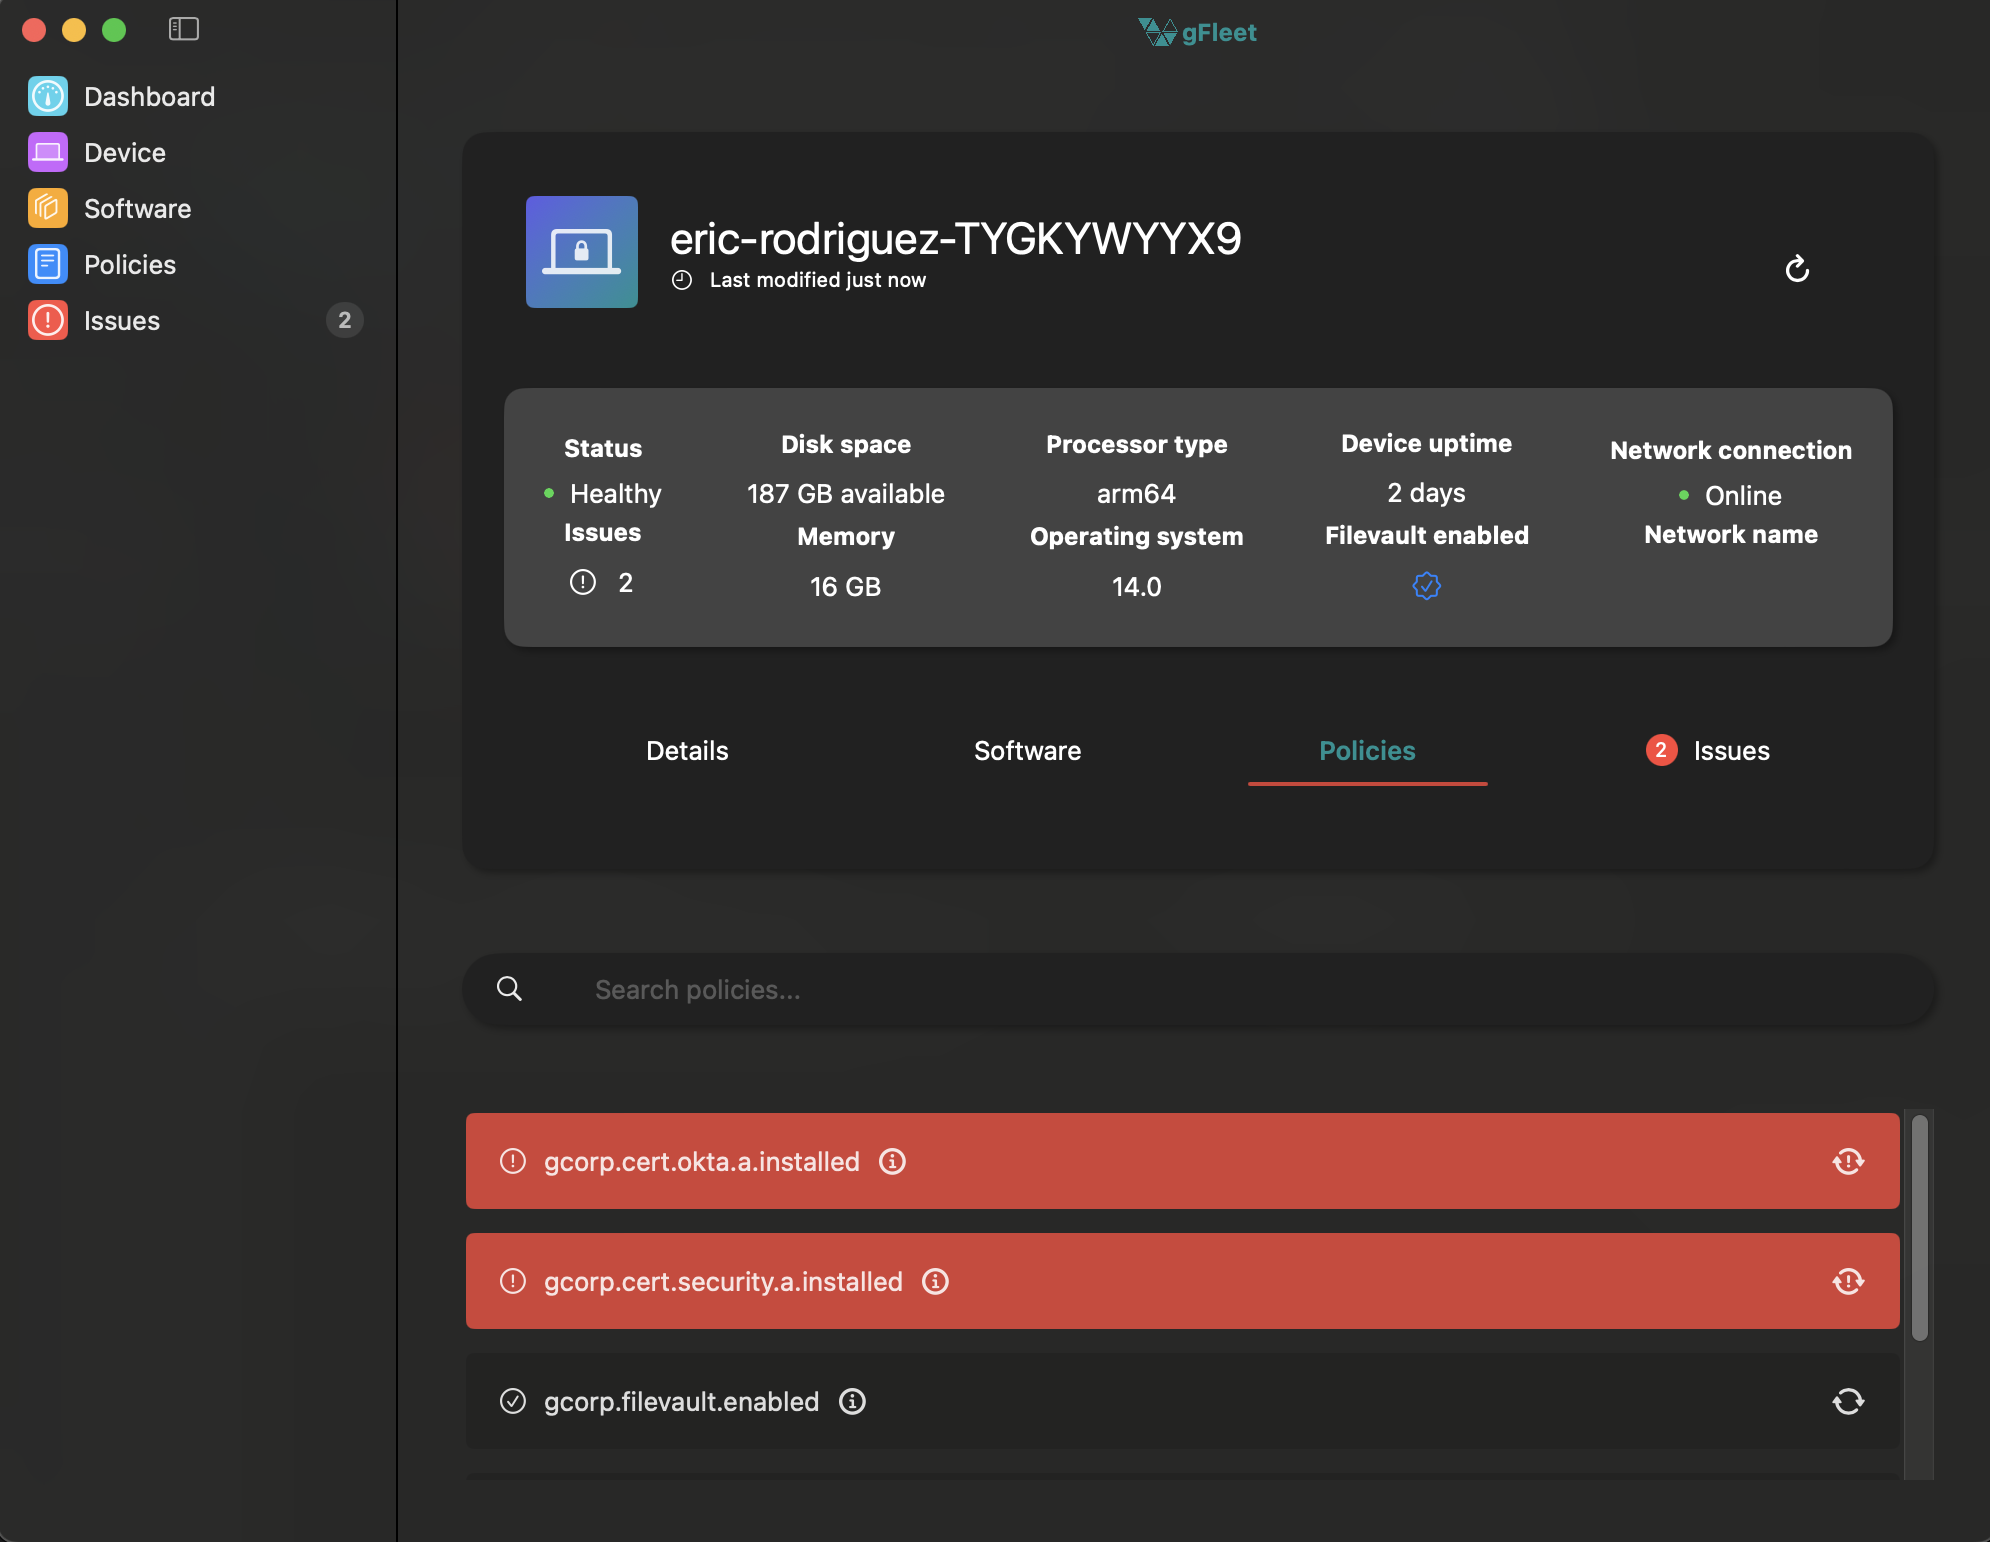 gFleet
Dashboard
Device
Software
Policies
Issues 2
eric-rodriguez-TYGKYWYYX9
Last modified just now
Status
Healthy
Issues
2
Disk space
187 GB available
Memory
16 GB
Processor type
arm64
Operating system
14.0
Device uptime
2 days
Filevault enabled
Network connection
Online
Network name
Details
Software
Policies
2 Issues
Search policies...
gcorp.cert.okta.a.installed
gcorp.cert.security.a.installed
gcorp.filevault.enabled